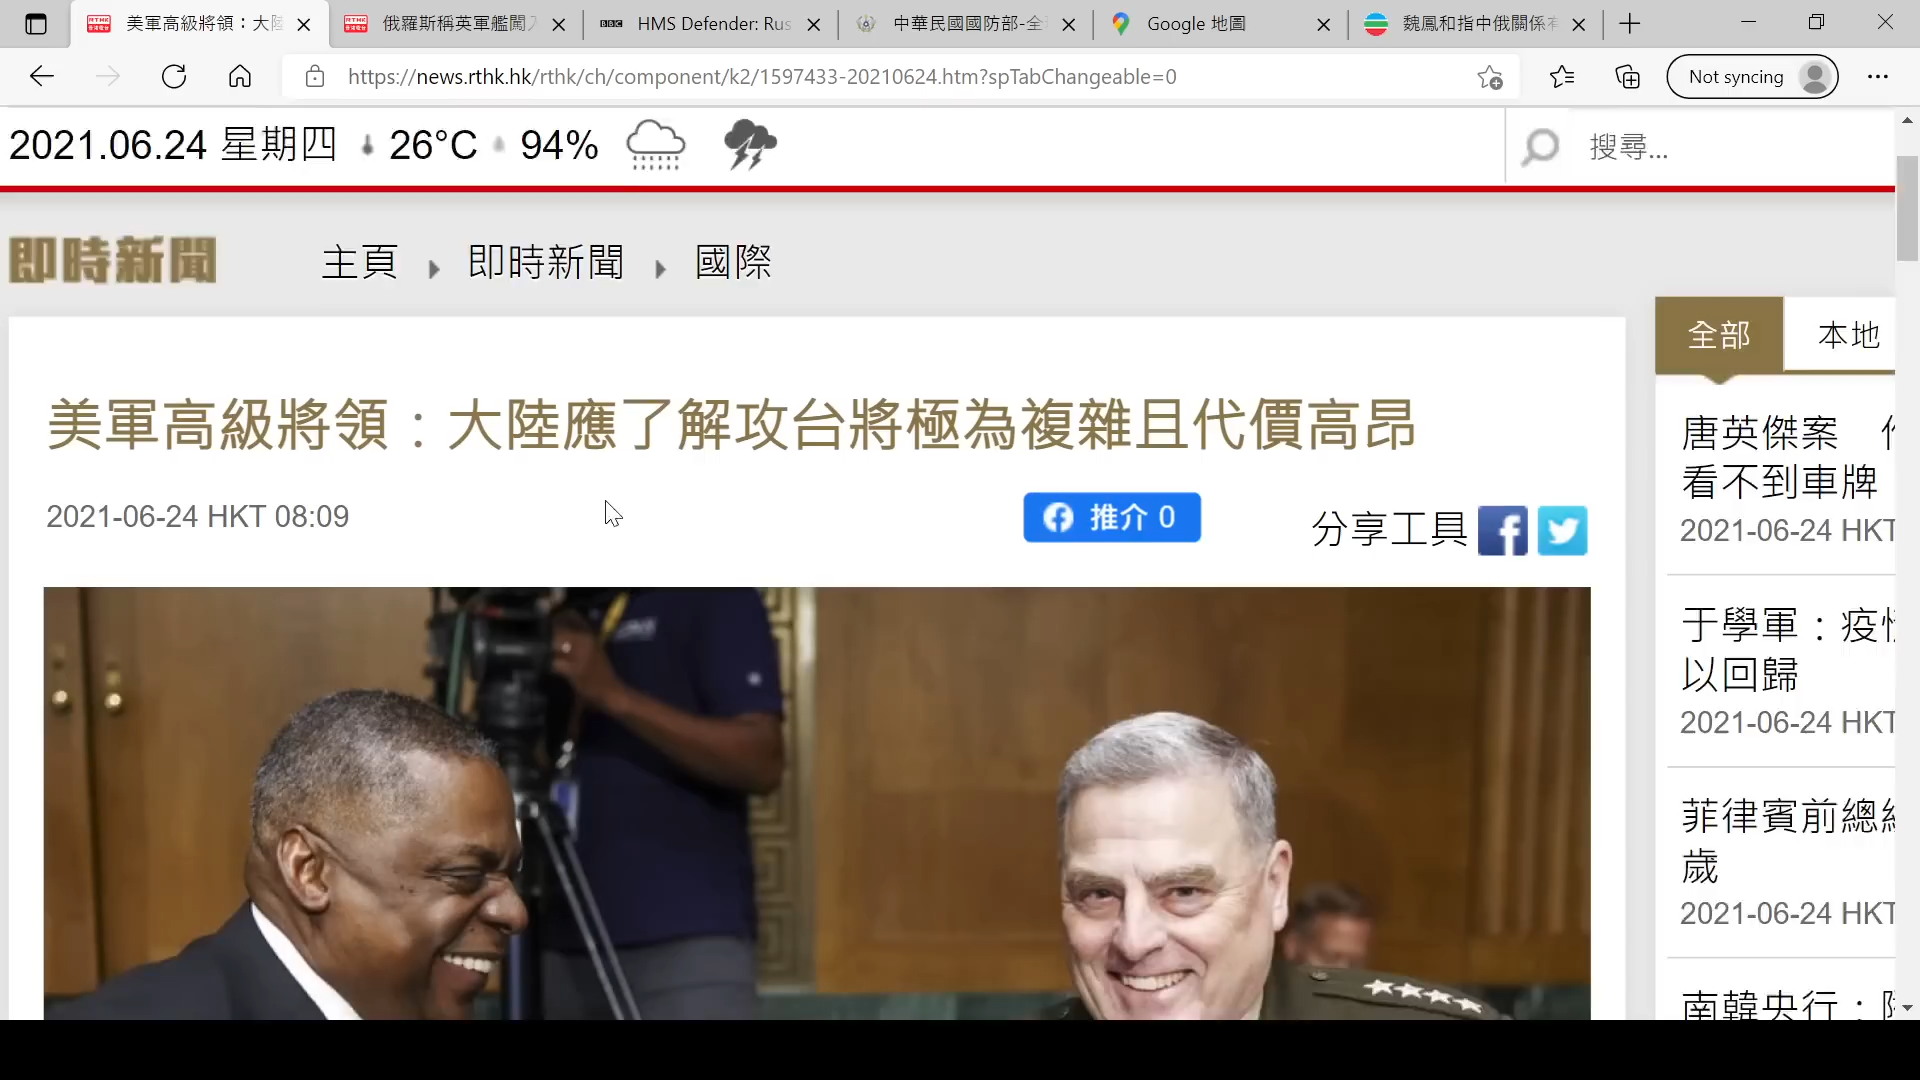 美軍高級將領：大陸
俄羅斯稱英軍艦闖入
HMS Defender: Rus
中華民國國防部-全
Google 地圖
魏鳳和指中俄關係
https://news.rthk.hk/rthk/ch/component/k2/1597433-20210624.htm?spTabChangeable=0
Not syncing
2021.06.24 星期四 26°C 94%
搜尋...
即時新聞
主頁 即時新聞 國際
全部 本地
美軍高級將領：大陸應了解攻台將極為複雜且代價高昂
2021-06-24 HKT 08:09
推介 0
分享工具
唐英傑案
看不到車牌
2021-06-24 HKT
于學軍：疫
以回歸
2021-06-24 HKT
菲律賓前總
歲
2021-06-24 HKT
南韓央行：